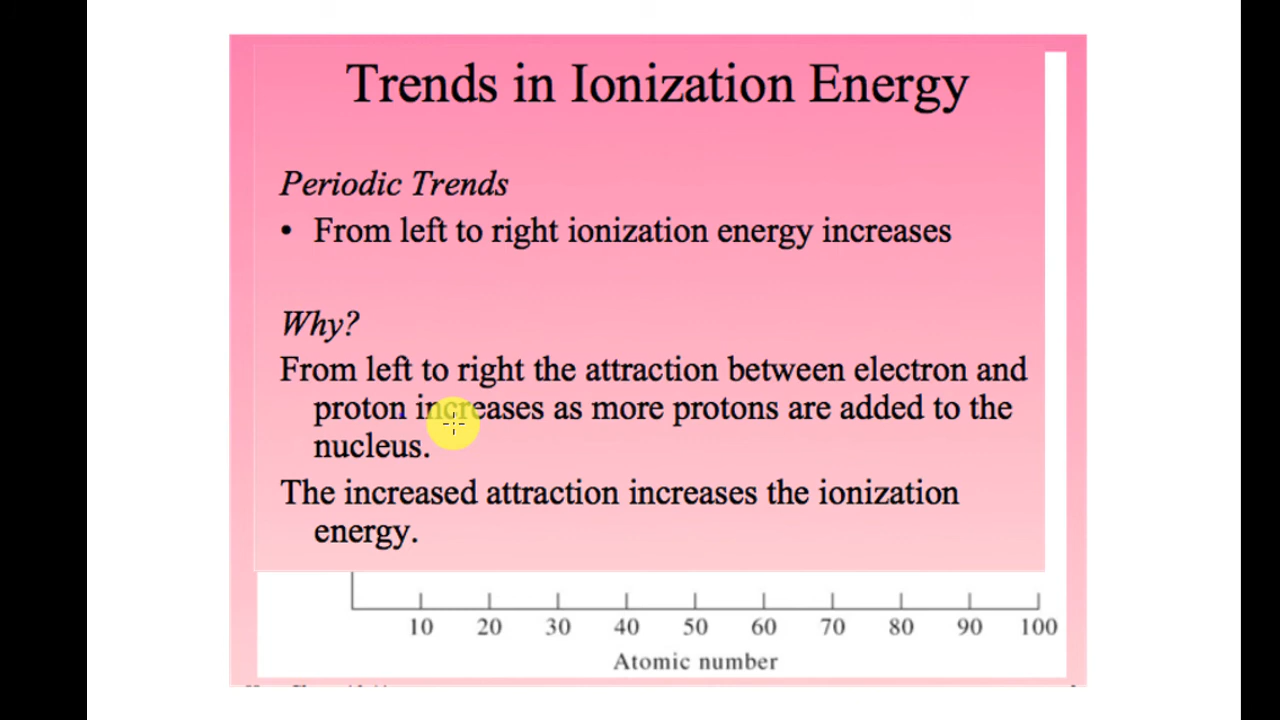 Trends in Ionization Energy
Periodic Trends
• From left to right ionization energy increases
Why?
From left to right the attraction between electron and
proton increases as more protons are added to the
nucleus.
The increased attraction increases the ionization
energy.
10 20 30 40 50 60 70 80 90 100
Atomic number